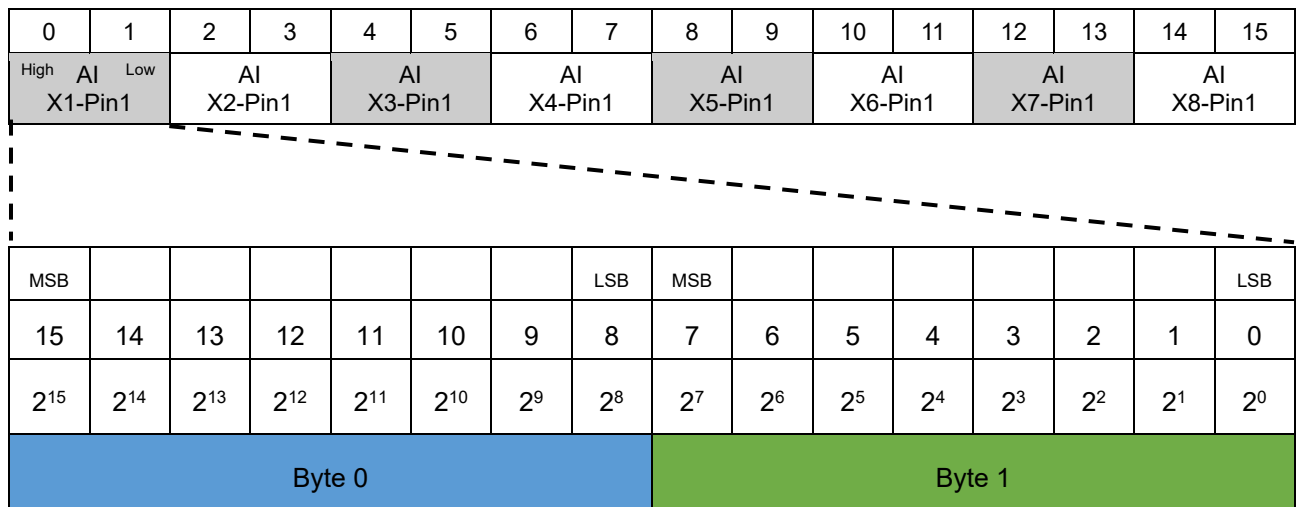 0 1 2 3 4 5 6 7 8 9 10 11 12 13 14 15
High AI Low AI AI AI AI AI AI AI
X1-Pin1 X2-Pin1 X3-Pin1 X4-Pin1 X5-Pin1 X6-Pin1 X7-Pin1 X8-Pin1
MSB LSB MSB LSB
15 14 13 12 11 10 9 8 7 6 5 4 3 2 1 0
2¹⁵ 2¹⁴ 2¹³ 2¹² 2¹¹ 2¹⁰ 2⁹ 2⁸ 2⁷ 2⁶ 2⁵ 2⁴ 2³ 2² 2¹ 2⁰
Byte 0 Byte 1